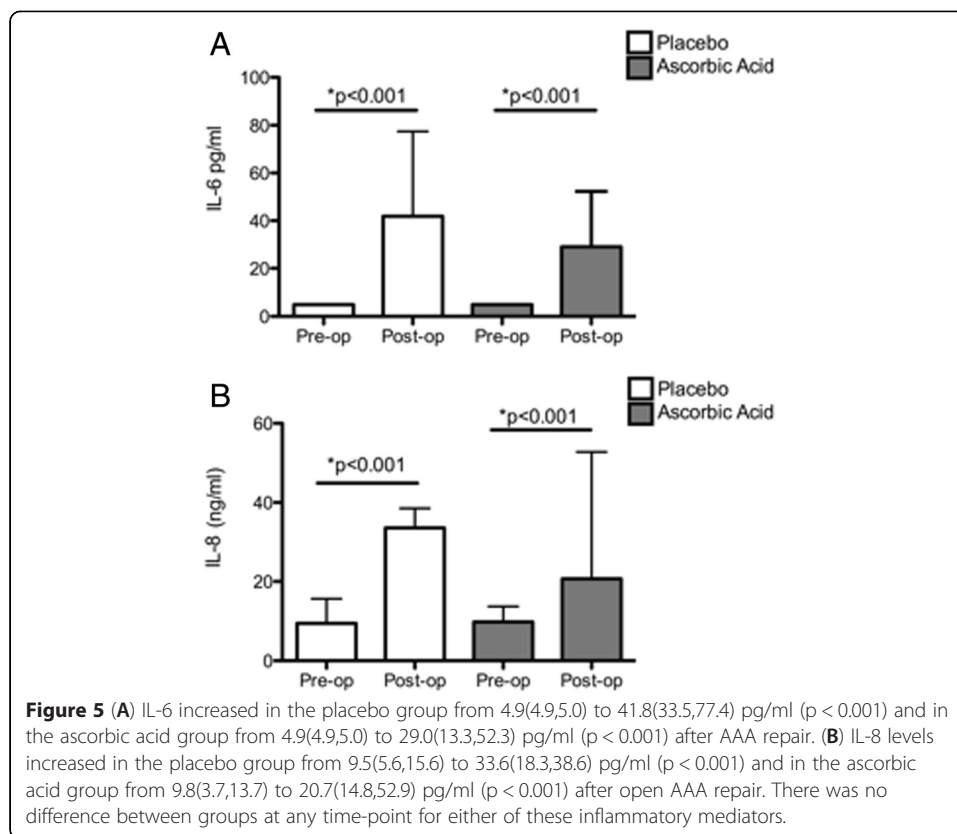 A
Placebo
Ascorbic Acid
100
80
60
40
20
0
IL-6 pg/ml
*p<0.001
*p<0.001
Pre-op Post-op Pre-op Post-op
B
Placebo
Ascorbic Acid
60
40
20
0
IL-8 (ng/ml)
*p<0.001
*p<0.001
Pre-op Post-op Pre-op Post-op
Figure 5 (A) IL-6 increased in the placebo group from 4.9(4.9,5.0) to 41.8(33.5,77.4) pg/ml (p < 0.001) and in
the ascorbic acid group from 4.9(4.9,5.0) to 29.0(13.3,52.3) pg/ml (p < 0.001) after AAA repair. (B) IL-8 levels
increased in the placebo group from 9.5(5.6,15.6) to 33.6(18.3,38.6) pg/ml (p < 0.001) and in the ascorbic
acid group from 9.8(3.7,13.7) to 20.7(14.8,52.9) pg/ml (p < 0.001) after open AAA repair. There was no
difference between groups at any time-point for either of these inflammatory mediators.